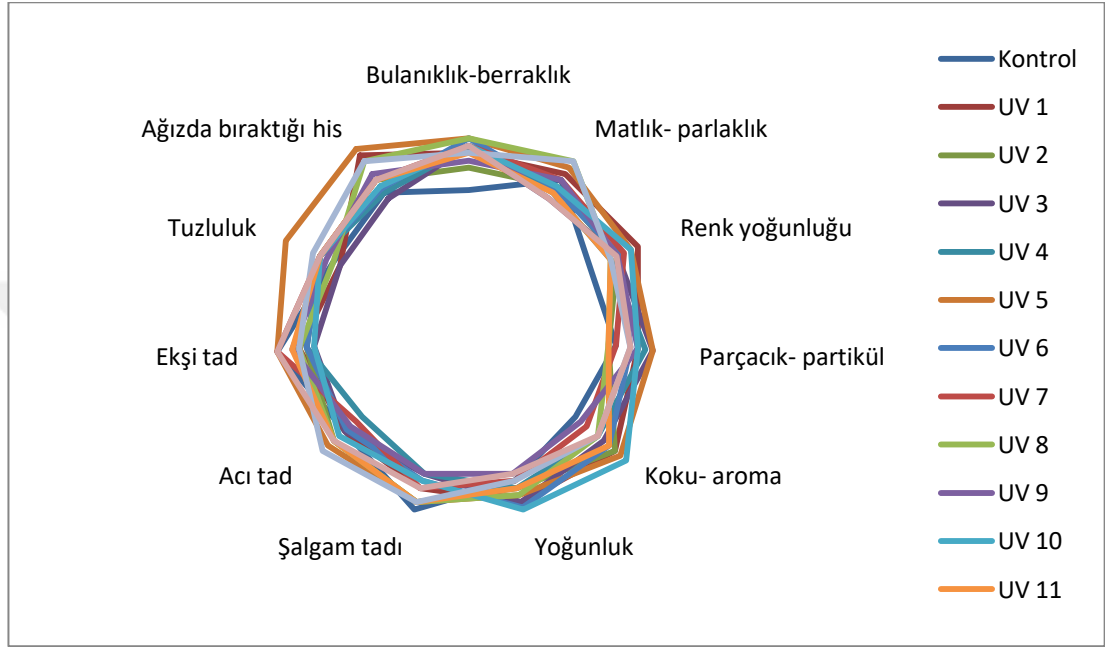 Bulanıklık-berraklık
Matlık- parlaklık
Renk yoğunluğu
Parçacık- partikül
Koku- aroma
Yoğunluk
Şalgam tadı
Acı tad
Ekşi tad
Tuzluluk
Ağızda bıraktığı his
Kontrol
UV 1
UV 2
UV 3
UV 4
UV 5
UV 6
UV 7
UV 8
UV 9
UV 10
UV 11